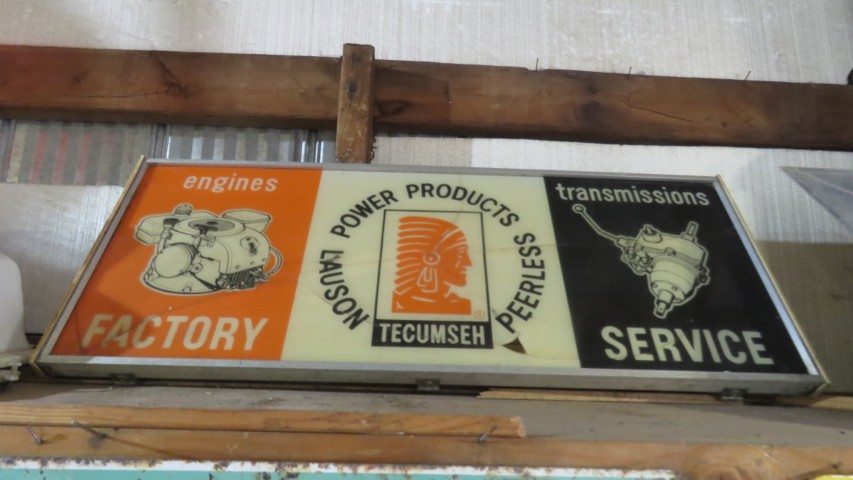 engines
FACTORY
LAUSON POWER PRODUCTS PEERLESS
®
TECUMSEH
transmissions
SERVICE